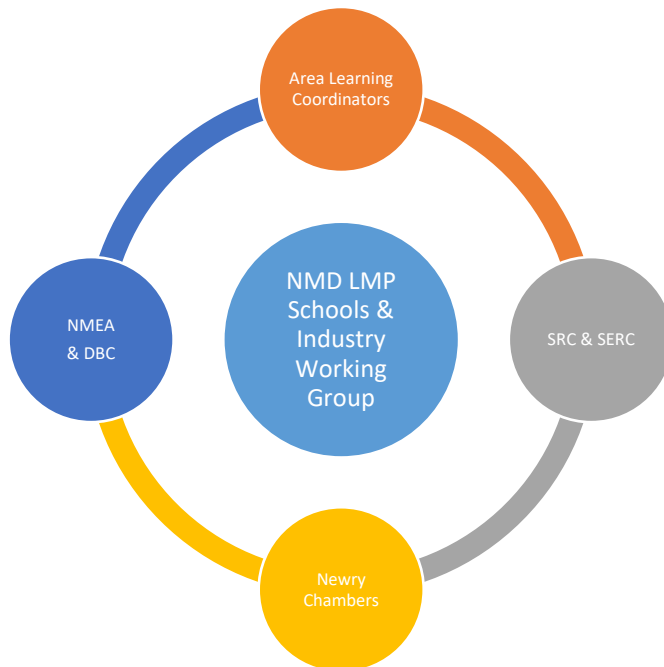 Area Learning
Coordinators
NMEA
& DBC
NMD LMP
Schools &
Industry
Working
Group
SRC & SERC
Newry
Chambers